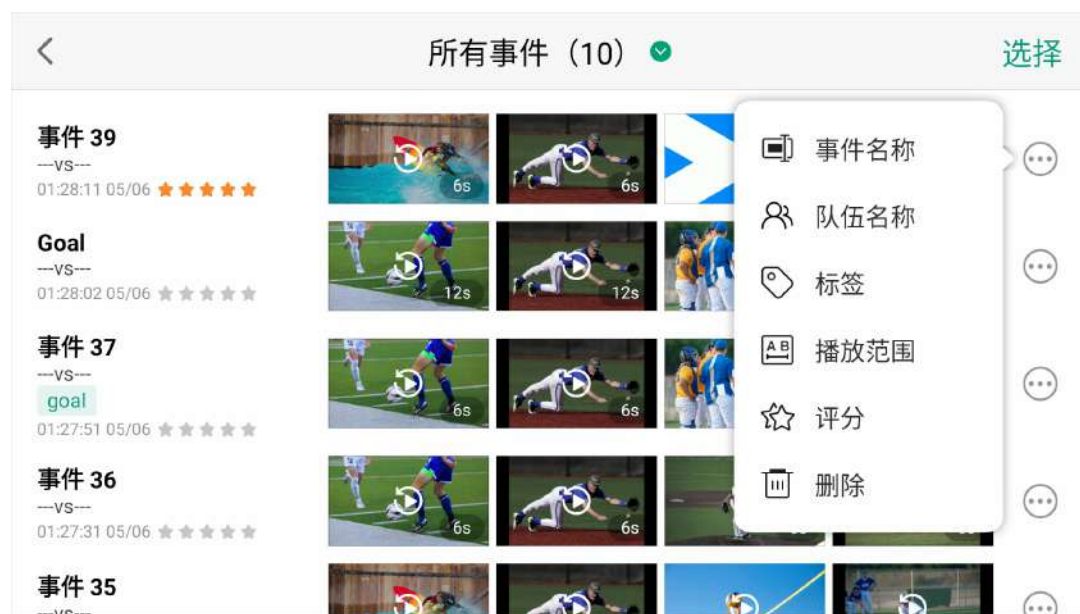 所有事件（10）
选择
事件 39
---vs---
01:28:11 05/06
6s
6s
Goal
---vs---
01:28:02 05/06
12s
12s
事件 37
---vs---
goal
01:27:51 05/06
6s
6s
事件 36
---vs---
01:27:31 05/06
6s
6s
事件 35
---vs---
事件名称
队伍名称
标签
A B
播放范围
评分
删除